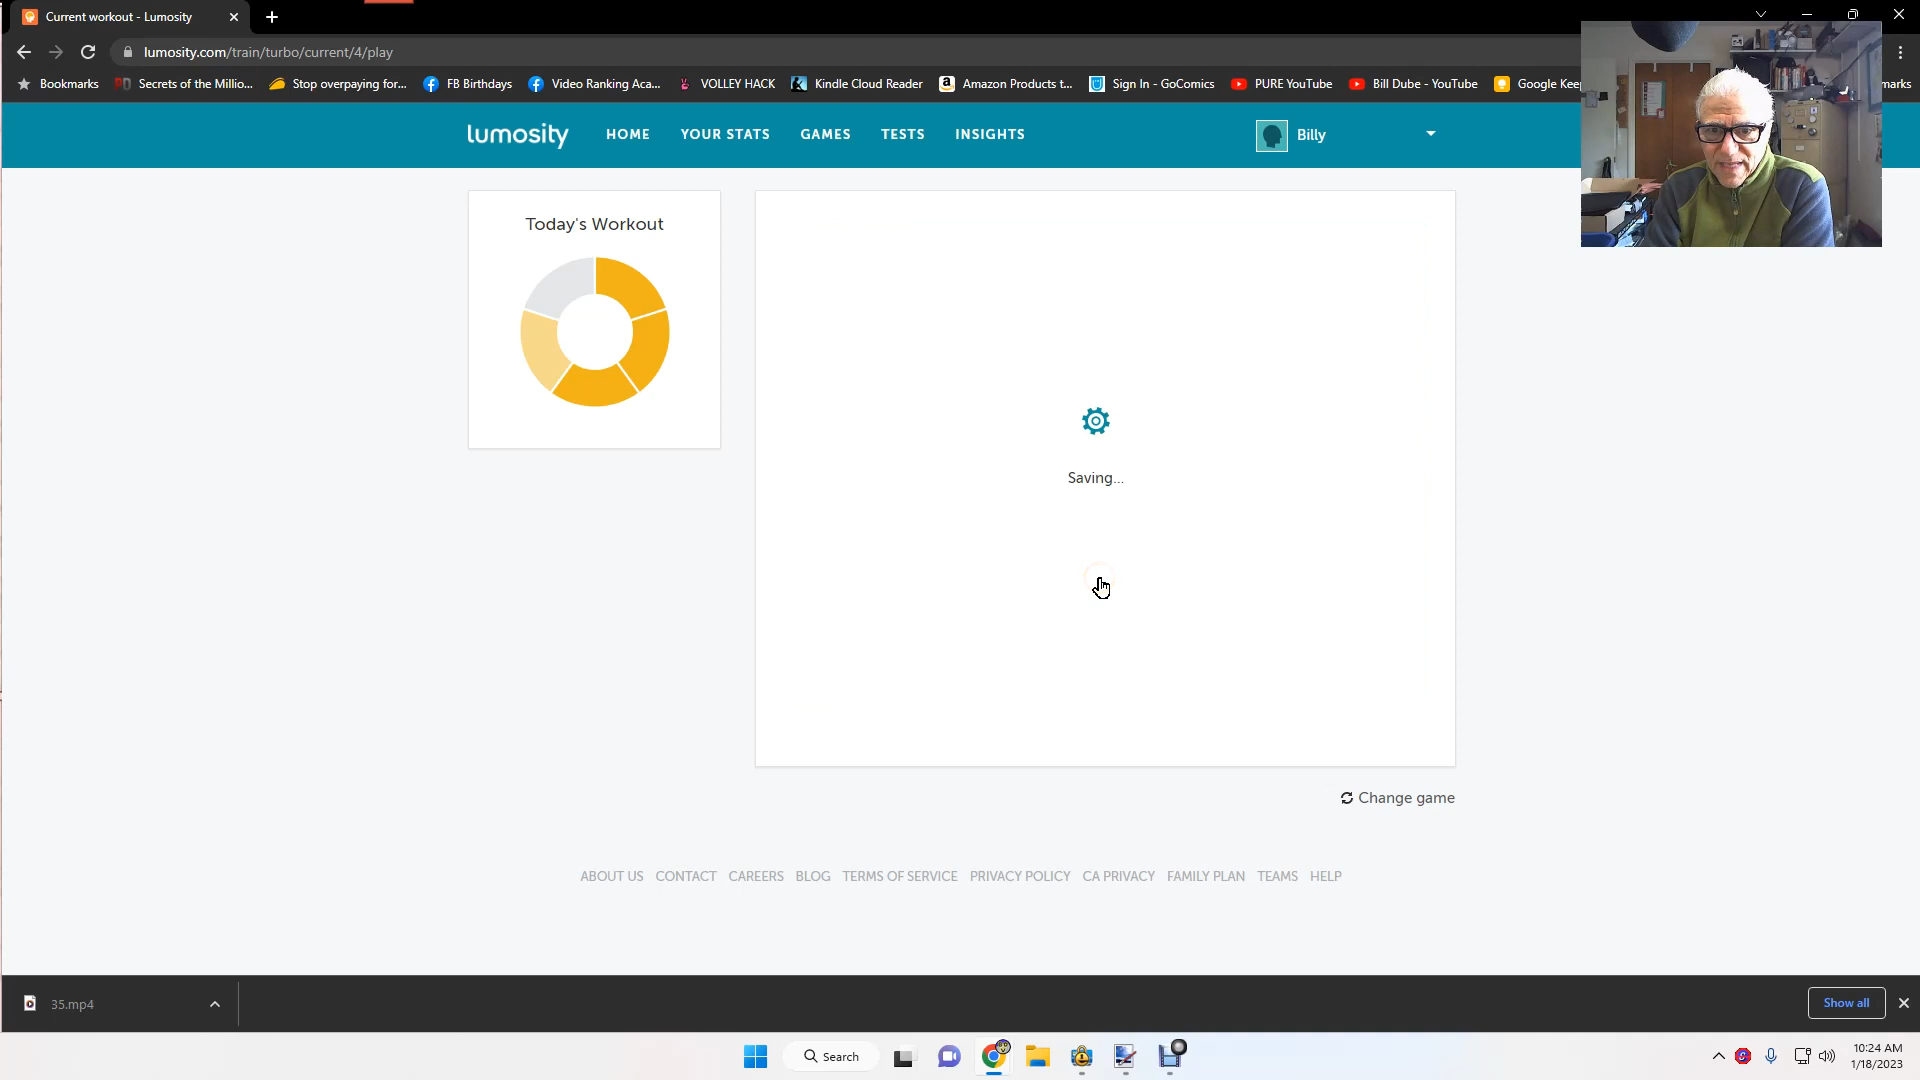 Current workout - Lumosity
lumosity.com/train/turbo/current/4/play
Bookmarks
Secrets of the Millio...
Stop overpaying for...
FB Birthdays
Video Ranking Aca...
VOLLEY HACK
Kindle Cloud Reader
Amazon Products t...
Sign In - GoComics
PURE YouTube
Bill Dube - YouTube
Google Kee
marks
lumosity
HOME
YOUR STATS
GAMES
TESTS
INSIGHTS
Billy
Today's Workout
Saving...
Change game
ABOUT US CONTACT CAREERS BLOG TERMS OF SERVICE PRIVACY POLICY CA PRIVACY FAMILY PLAN TEAMS HELP
35.mp4
Show all
Search
10:24 AM
1/18/2023